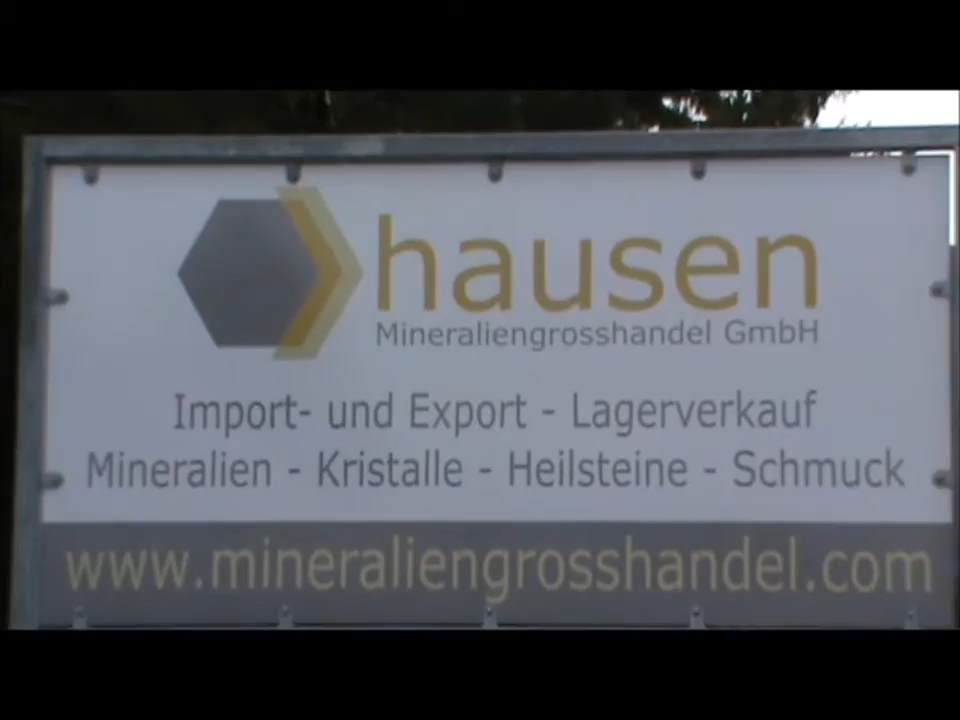 hausen
Mineraliengrosshandel GmbH
Import- und Export - Lagerverkauf
Mineralien - Kristalle - Heilsteine - Schmuck
www.mineraliengrosshandel.com